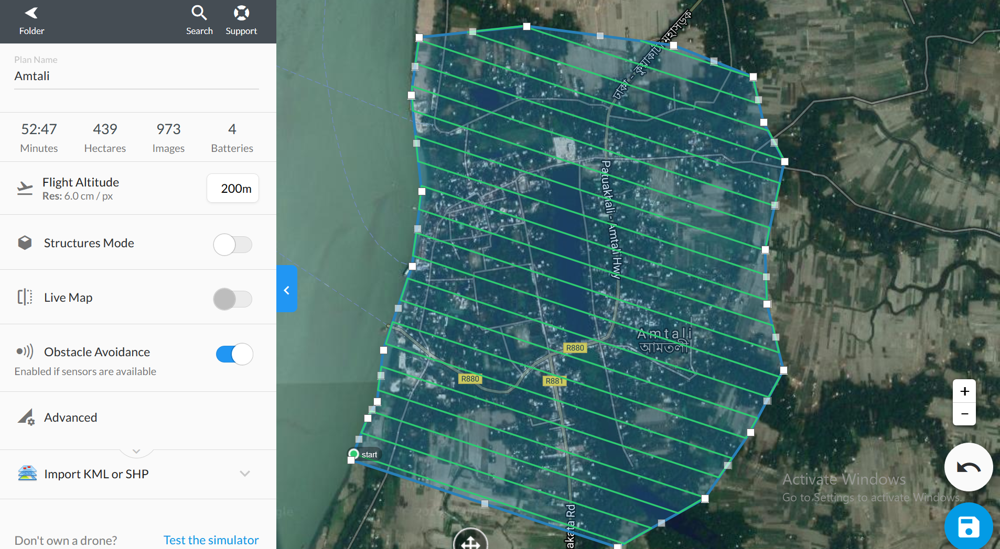 Folder
Search
Support
Plan Name
Amtali
52:47
Minutes
439
Hectares
973
Images
4
Batteries
Flight Altitude
Res: 6.0 cm / px
200m
Structures Mode
Live Map
Obstacle Avoidance
Enabled if sensors are available
Advanced
Import KML or SHP
Don't own a drone?
Test the simulator
ঢাকা - কুয়াকাটা মহাসড়ক
Patuakhali - Amtali Hwy
Amtali
আমতলী
R880
R880
R881
start
akata Rd
Activate Windows
Go to Settings to activate Windows.
+
−